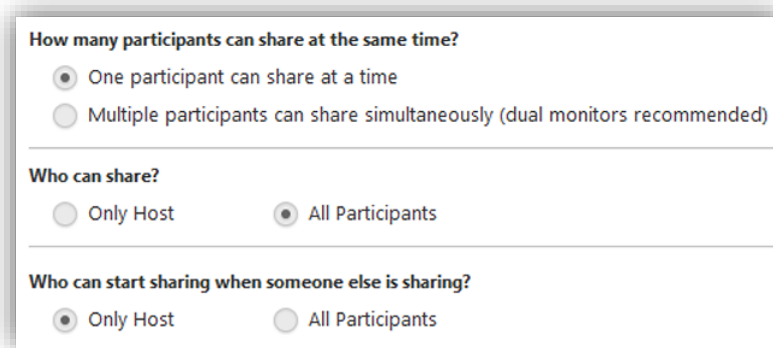 How many participants can share at the same time?
One participant can share at a time
Multiple participants can share simultaneously (dual monitors recommended)
Who can share?
Only Host All Participants
Who can start sharing when someone else is sharing?
Only Host All Participants